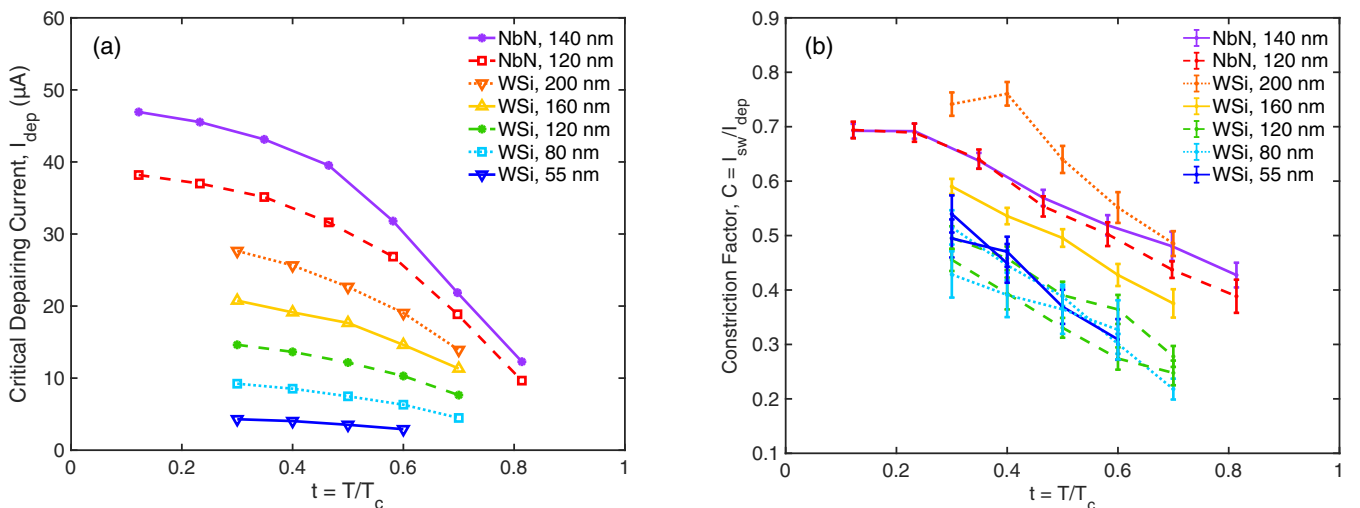 (a)
NbN, 140 nm
NbN, 120 nm
WSi, 200 nm
WSi, 160 nm
WSi, 120 nm
WSi, 80 nm
WSi, 55 nm
60
50
40
30
20
10
0
Critical Depairing Current, I_dep (µA)
0 0.2 0.4 0.6 0.8 1
t = T/T_c
(b)
NbN, 140 nm
NbN, 120 nm
WSi, 200 nm
WSi, 160 nm
WSi, 120 nm
WSi, 80 nm
WSi, 55 nm
0.9
0.8
0.7
0.6
0.5
0.4
0.3
0.2
0.1
Constriction Factor, C = I_sw/I_dep
0 0.2 0.4 0.6 0.8 1
t = T/T_c